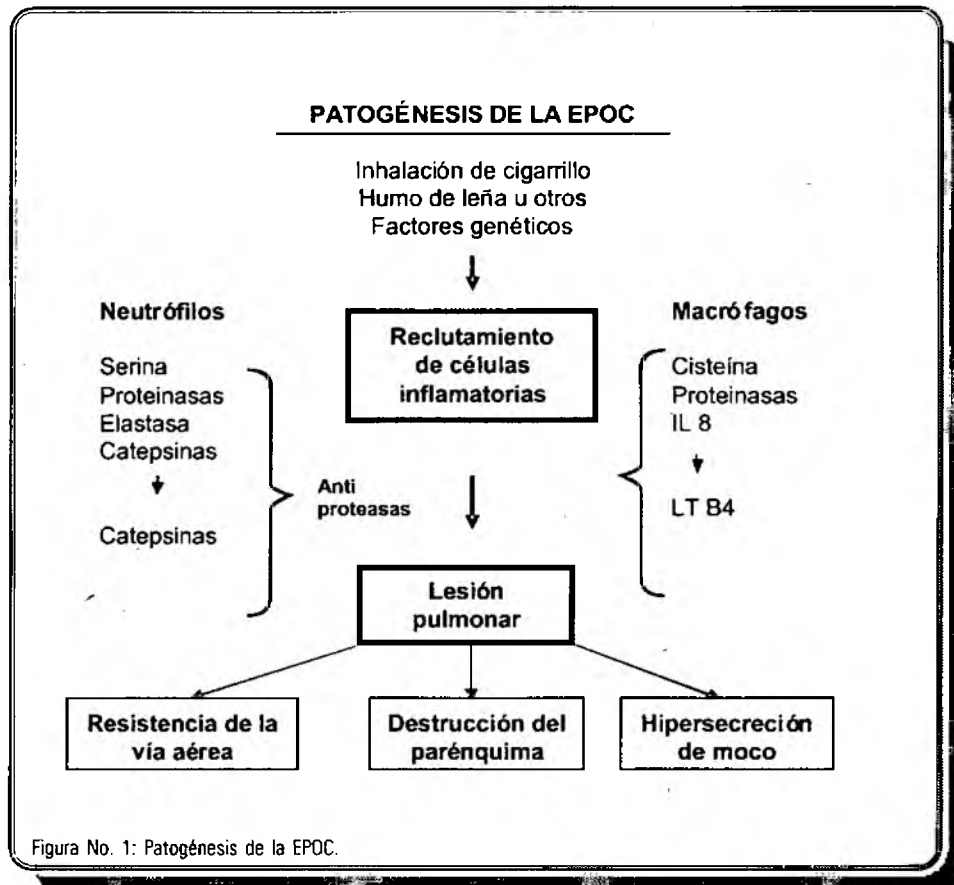 PATOGÉNESIS DE LA EPOC
Inhalación de cigarrillo
Humo de leña u otros
Factores genéticos
Neutrófilos
Serina
Proteinasas
Elastasa
Catepsinas
Catepsinas
Anti
proteasas
Reclutamiento
de células
inflamatorias
Macrófagos
Cisteína
Proteinasas
IL 8
LT B4
Lesión
pulmonar
Resistencia de la
vía aérea
Destrucción del
parénquima
Hipersecreción
de moco
Figura No. 1: Patogénesis de la EPOC.